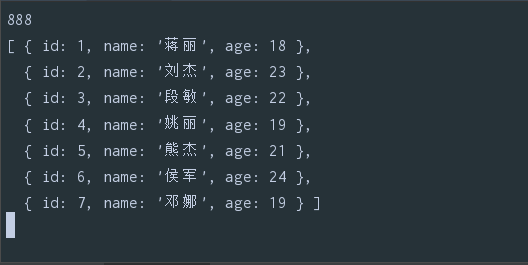 888
[ { id: 1, name: '蒋丽', age: 18 },
  { id: 2, name: '刘杰', age: 23 },
  { id: 3, name: '段敏', age: 22 },
  { id: 4, name: '姚丽', age: 19 },
  { id: 5, name: '熊杰', age: 21 },
  { id: 6, name: '侯军', age: 24 },
  { id: 7, name: '邓娜', age: 19 } ]